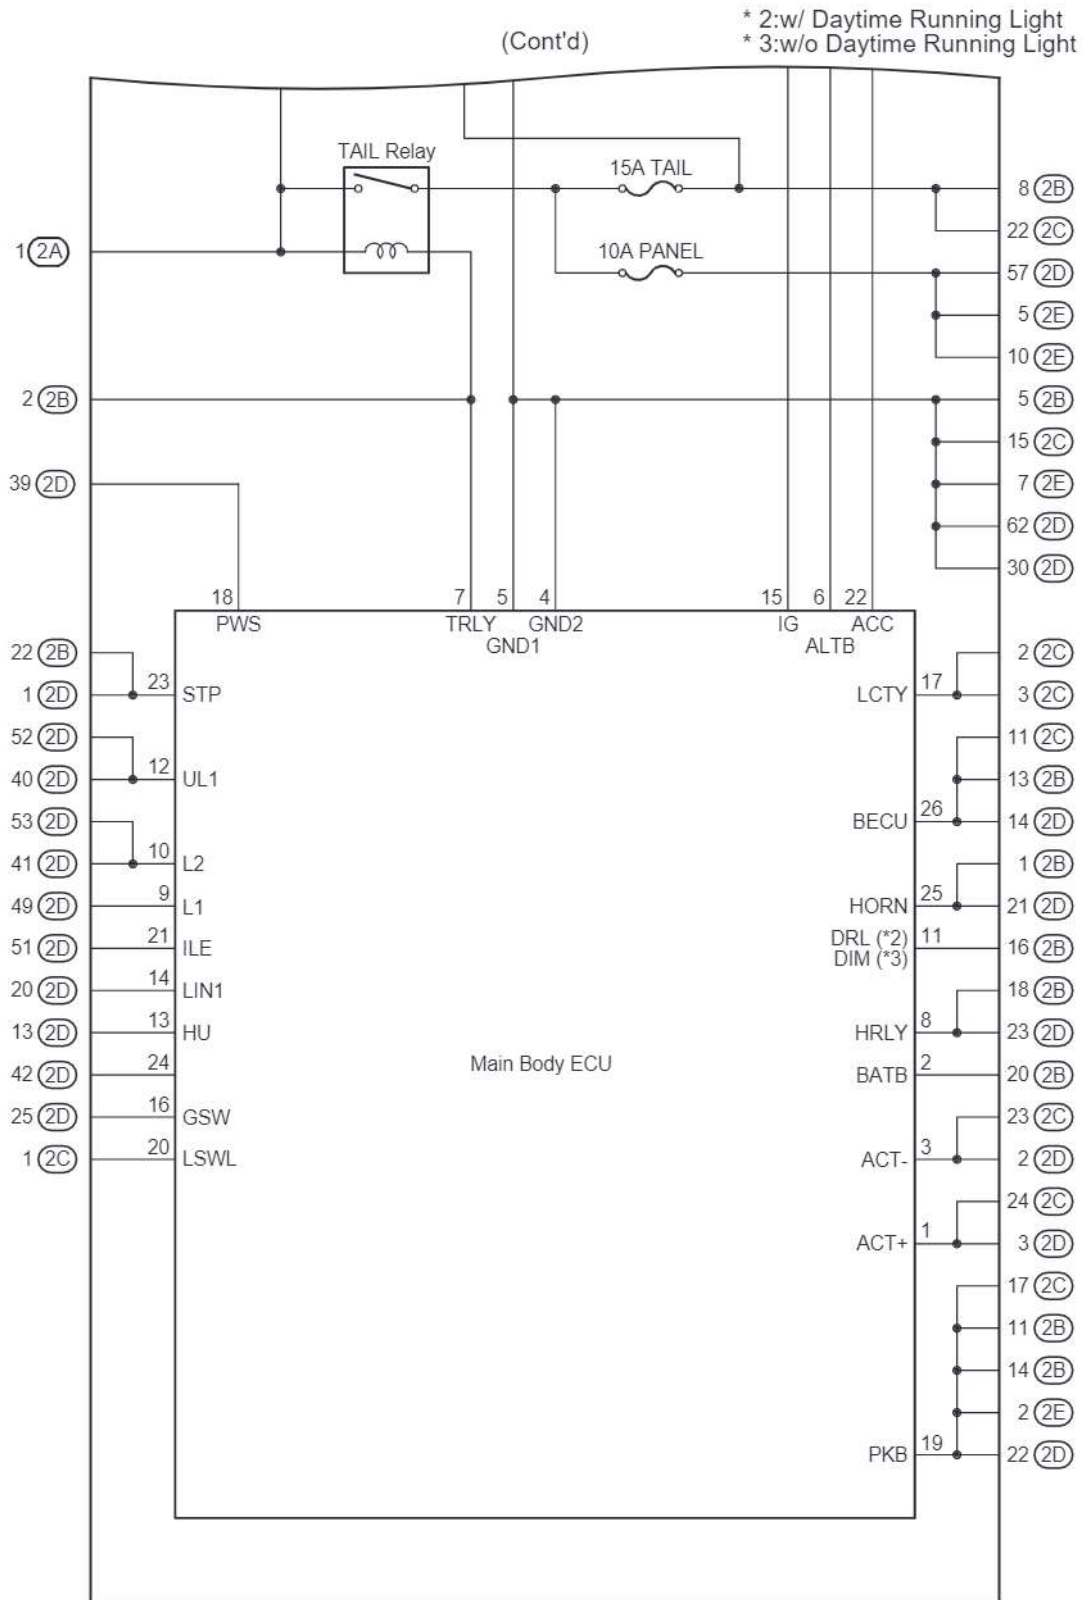 * 2:w/ Daytime Running Light
(Cont'd)
* 3:w/o Daytime Running Light
TAIL Relay
15A TAIL
8 2B
22 2C
1 2A
10A PANEL
57 2D
5 2E
10 2E
2 2B
5 2B
15 2C
39 2D
7 2E
62 2D
30 2D
18 7 5 4 15 6 22
PWS TRLY GND2 IG ACC
GND1 ALTB
22 2B
2 2C
1 2D 23 STP
LCTY 17 3 2C
52 2D
11 2C
40 2D 12 UL1
13 2B
53 2D
BECU 26 14 2D
41 2D 10 L2
1 2B
49 2D 9 L1
HORN 25 21 2D
51 2D 21 ILE
DRL (*2) 11 16 2B
DIM (*3)
20 2D 14 LIN1
18 2B
13 2D 13 HU
HRLY 8 23 2D
Main Body ECU
42 2D 24
BATB 2 20 2B
25 2D 16 GSW
23 2C
1 2C 20 LSWL
ACT- 3 2 2D
24 2C
ACT+ 1 3 2D
17 2C
11 2B
14 2B
2 2E
PKB 19 22 2D